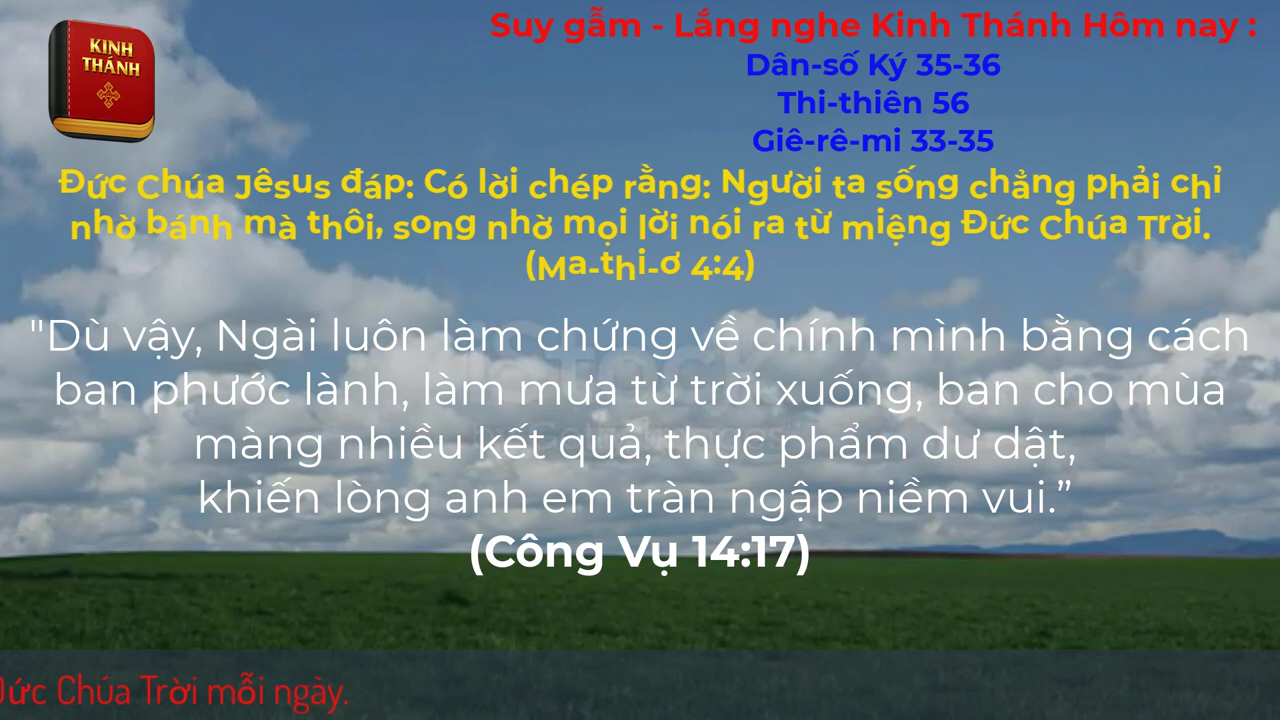 KINH
THÁNH
Suy gẫm - Lắng nghe Kinh Thánh Hôm nay :
Dân-số Ký 35-36
Thi-thiên 56
Giê-rê-mi 33-35
Đức Chúa Jêsus đáp: Có lời chép rằng: Người ta sống chẳng phải chỉ
nhờ bánh mà thôi, song nhờ mọi lời nói ra từ miệng Đức Chúa Trời.
(Ma-thi-ơ 4:4)
"Dù vậy, Ngài luôn làm chứng về chính mình bằng cách
ban phước lành, làm mưa từ trời xuống, ban cho mùa
màng nhiều kết quả, thực phẩm dư dật,
khiến lòng anh em tràn ngập niềm vui.”
(Công Vụ 14:17)
Đức Chúa Trời mỗi ngày.